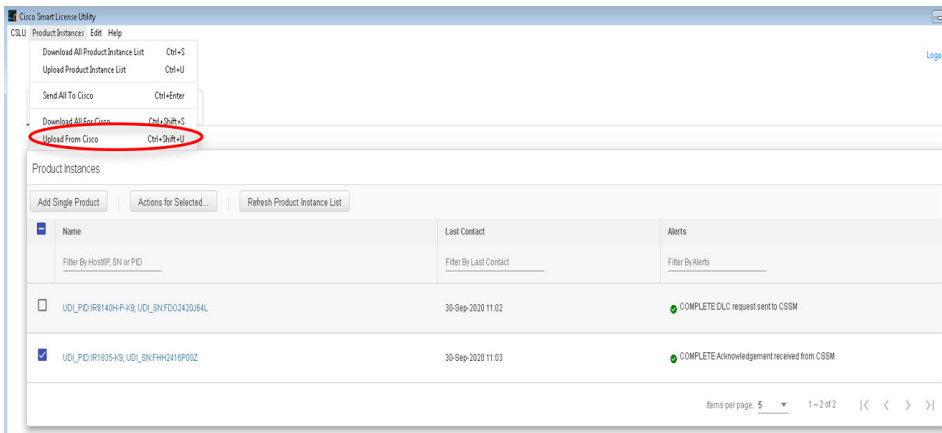 Cisco Smart License Utility
CSLU Product Instances Edit Help
Download All Product Instance List Ctrl+S
Upload Product Instance List Ctrl+U
Send All To Cisco Ctrl+Enter
Download All For Cisco Ctrl+Shift+S
Upload From Cisco Ctrl+Shift+U
Logo
Product Instances
Add Single Product Actions for Selected... Refresh Product Instance List
Name Last Contact Alerts
Filter By Host/IP, SN or PID Filter By Last Contact Filter By Alerts
UDI_PID:IR8140H-P-K9; UDI_SN:FDO2420J64L 30-Sep-2020 11:02 COMPLETE:DLC request sent to CSSM
UDI_PID:IR1835-K9; UDI_SN:FHH2416P00Z 30-Sep-2020 11:03 COMPLETE:Acknowledgement received from CSSM
Items per page: 5 1 – 2 of 2